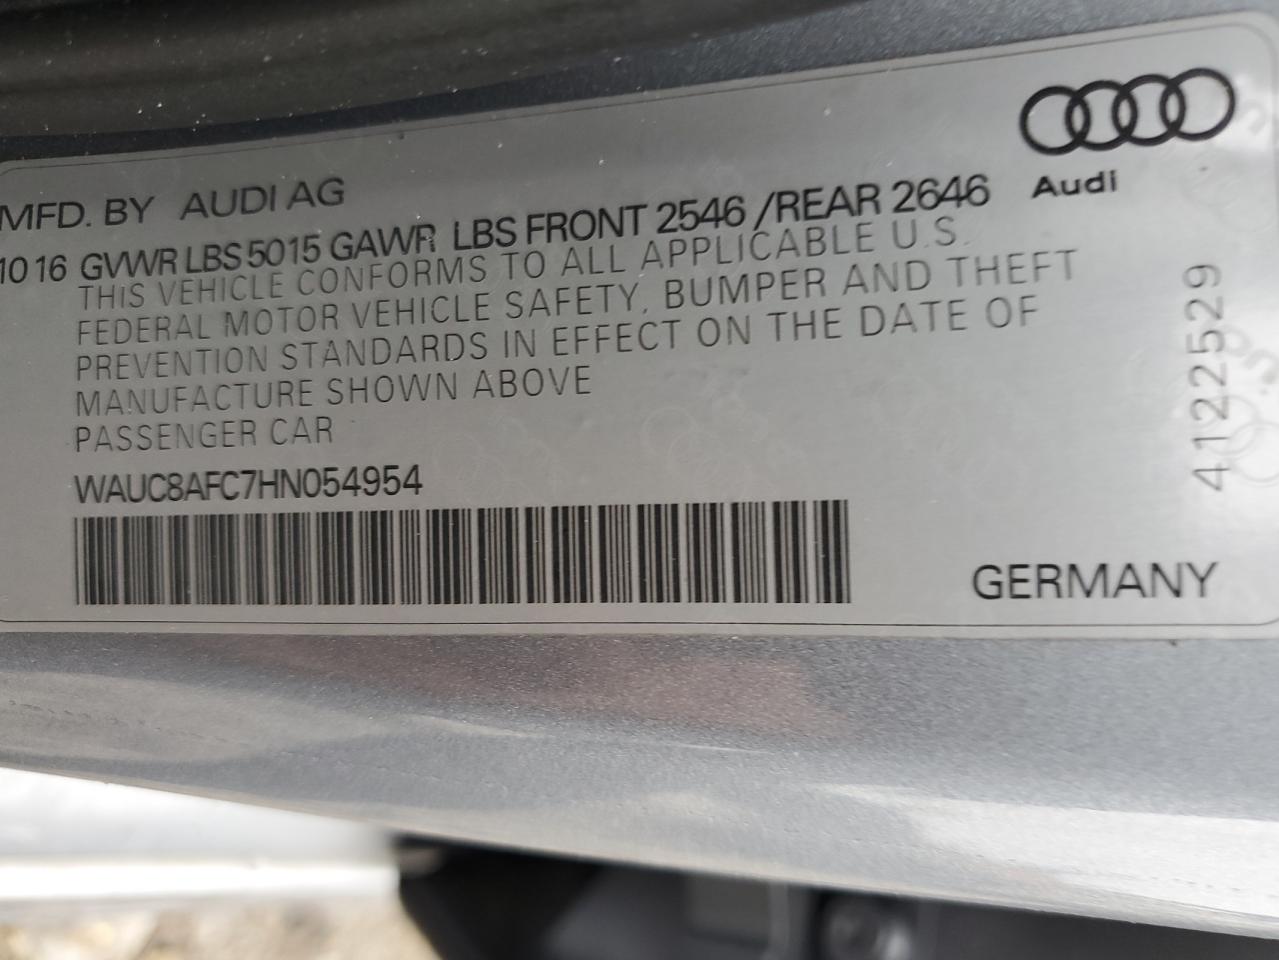 MFD. BY AUDI AG
10 16 GVWR LBS 5015 GAWR LBS FRONT 2546 /REAR 2646
THIS VEHICLE CONFORMS TO ALL APPLICABLE U.S.
FEDERAL MOTOR VEHICLE SAFETY, BUMPER AND THEFT
PREVENTION STANDARDS IN EFFECT ON THE DATE OF
MANUFACTURE SHOWN ABOVE
PASSENGER CAR
WAUC8AFC7HN054954
Audi
4122529
GERMANY